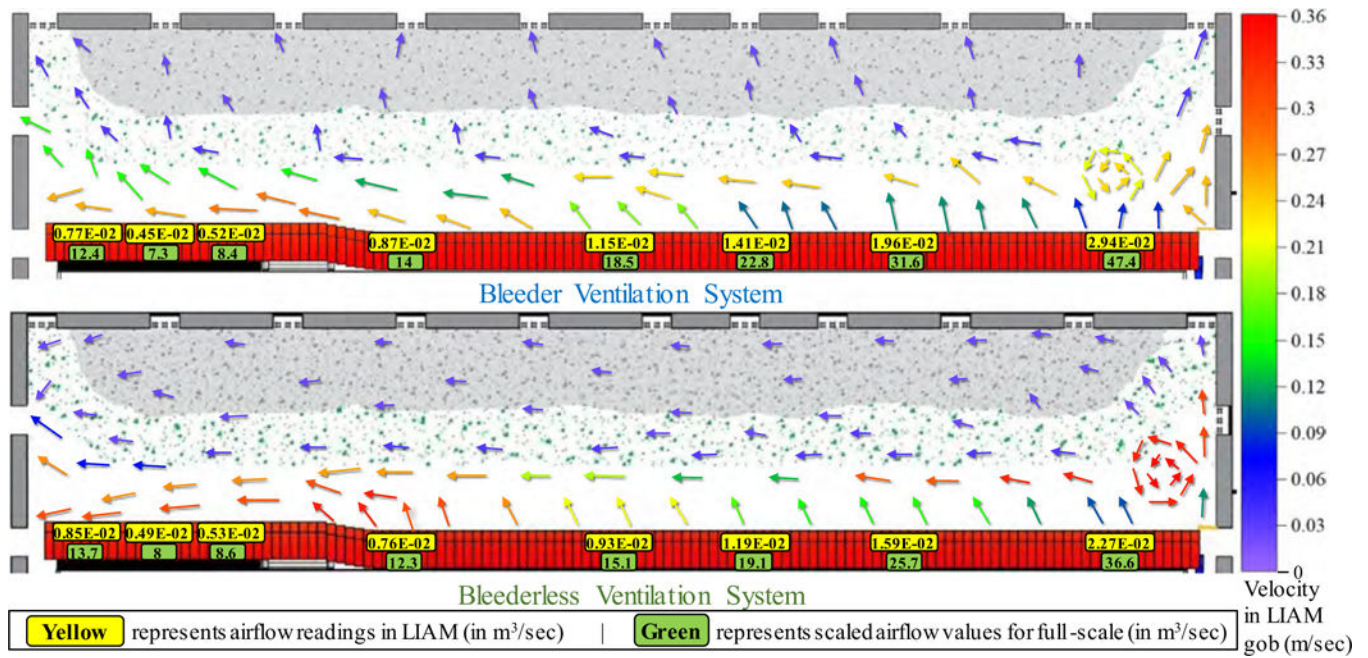 0.36
0.77E-02 0.45E-02 0.52E-02 0.87E-02 1.15E-02 1.41E-02 1.96E-02 2.94E-02
12.4 7.3 8.4 14 18.5 22.8 31.6 47.4
Bleeder Ventilation System
0.3
0.27
0.24
0.21
0.18
0.15
0.12
0.09
0.06
0.03
0
0.85E-02 0.49E-02 0.53E-02 0.76E-02 0.93E-02 1.19E-02 1.59E-02 2.27E-02
13.7 8 8.6 12.3 15.1 19.1 25.7 36.6
Bleederless Ventilation System
Velocity
in LIAM
gob (m/sec)
Yellow represents airflow readings in LIAM (in m³/sec) | Green represents scaled airflow values for full-scale (in m³/sec)